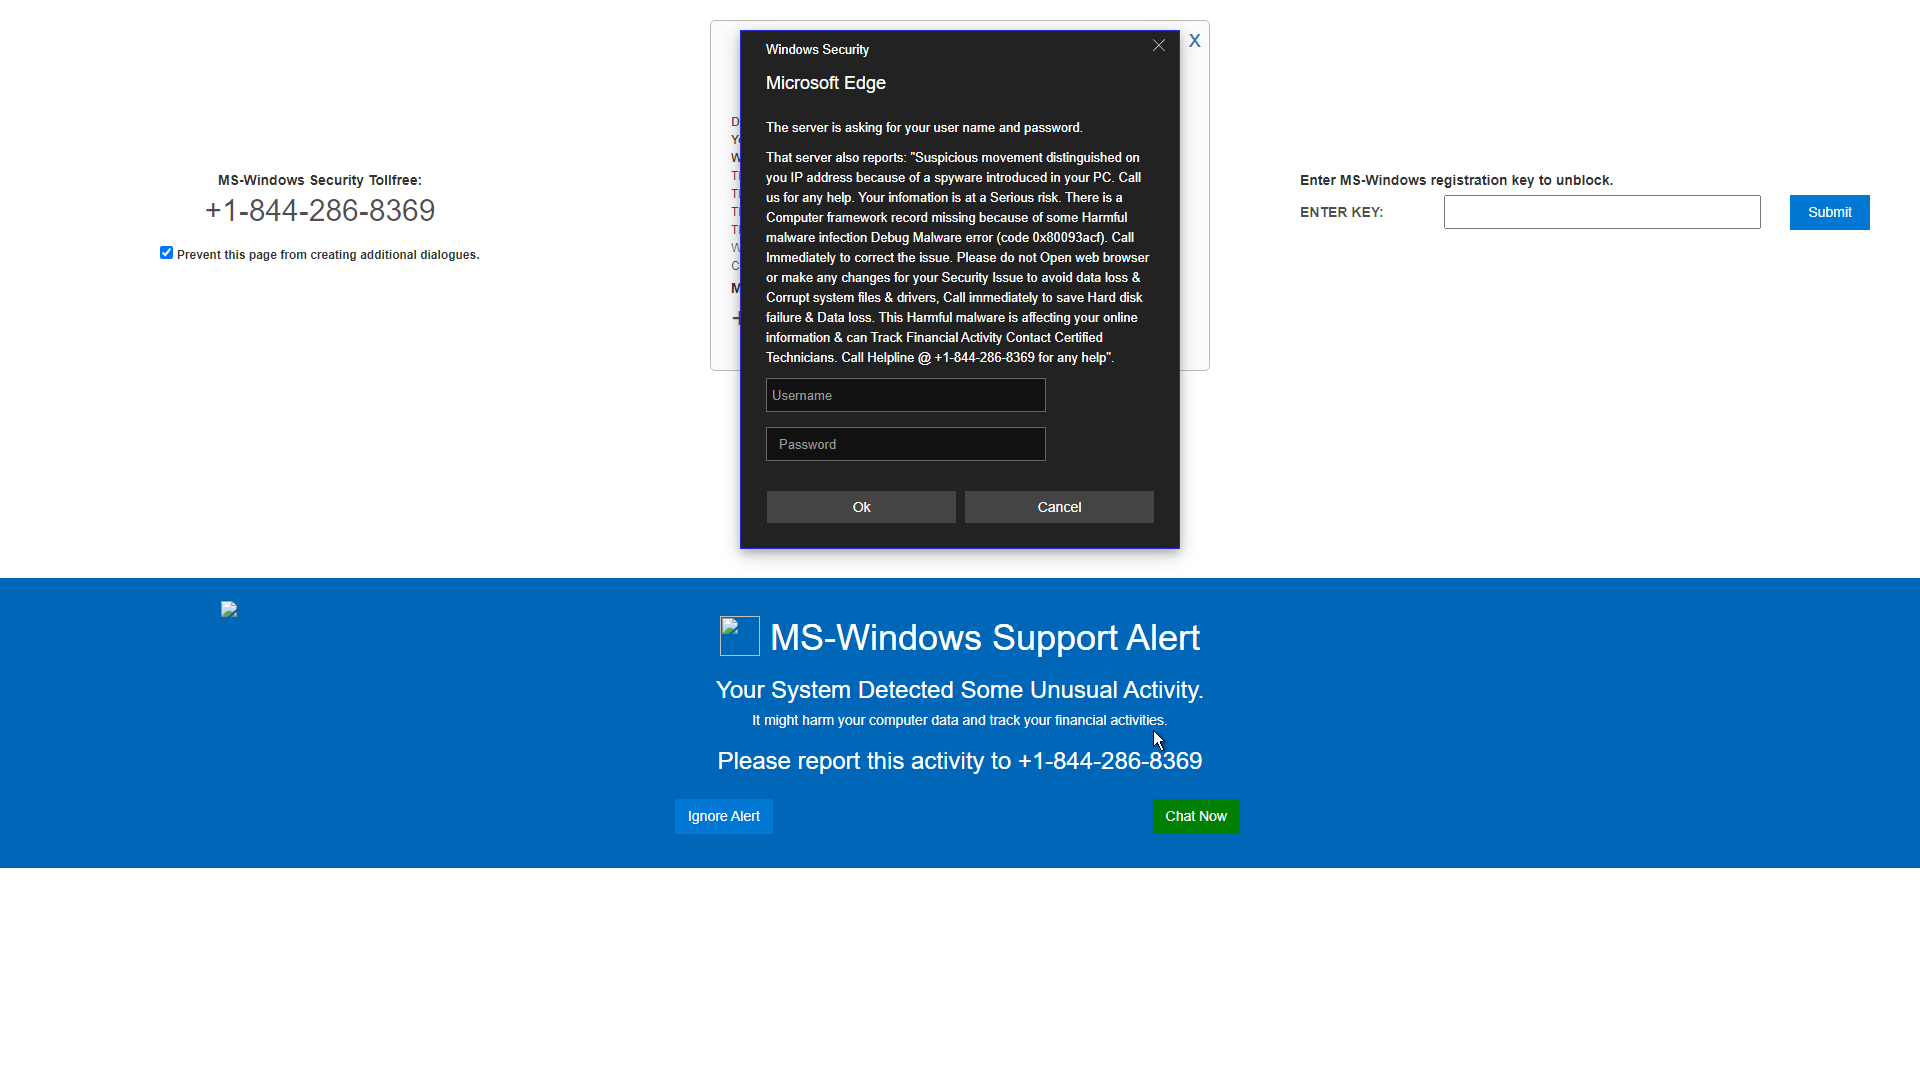 MS-Windows Security Tollfree:
+1-844-286-8369
Prevent this page from creating additional dialogues.
X
Windows Security
Microsoft Edge
The server is asking for your user name and password.
That server also reports: "Suspicious movement distinguished on
you IP address because of a spyware introduced in your PC. Call
us for any help. Your infomation is at a Serious risk. There is a
Computer framework record missing because of some Harmful
malware infection Debug Malware error (code 0x80093acf). Call
Immediately to correct the issue. Please do not Open web browser
or make any changes for your Security Issue to avoid data loss &
Corrupt system files & drivers, Call immediately to save Hard disk
failure & Data loss. This Harmful malware is affecting your online
information & can Track Financial Activity Contact Certified
Technicians. Call Helpline @ +1-844-286-8369 for any help".
Username
Password
Ok Cancel
Enter MS-Windows registration key to unblock.
ENTER KEY:
Submit
MS-Windows Support Alert
Your System Detected Some Unusual Activity.
It might harm your computer data and track your financial activities.
Please report this activity to +1-844-286-8369
Ignore Alert
Chat Now